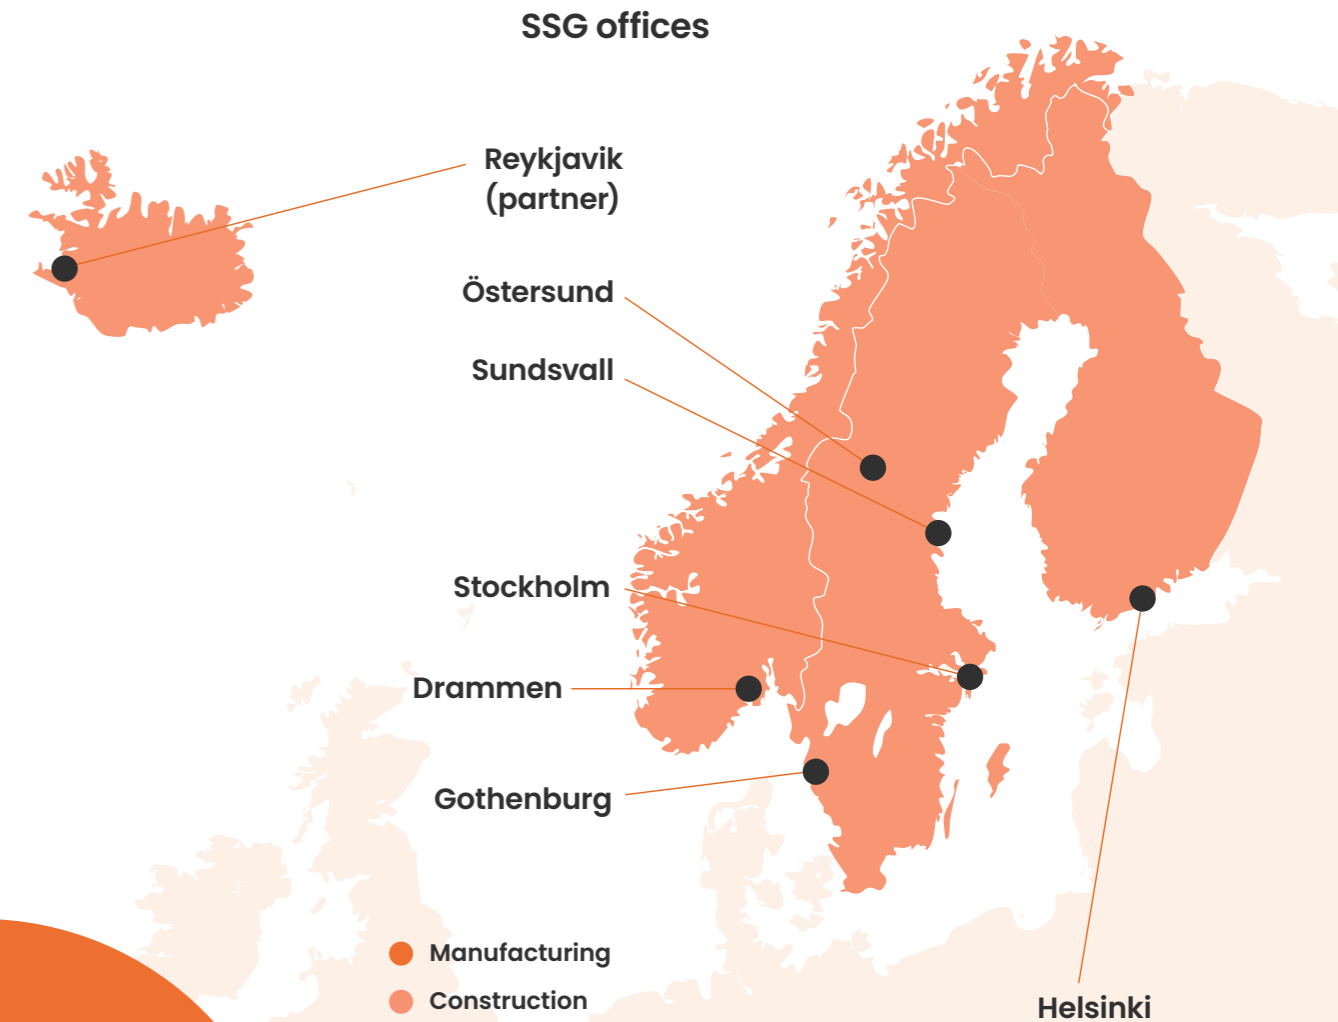 SSG offices
Reykjavik
(partner)
Östersund
Sundsvall
Stockholm
Drammen
Gothenburg
Manufacturing
Construction
Helsinki